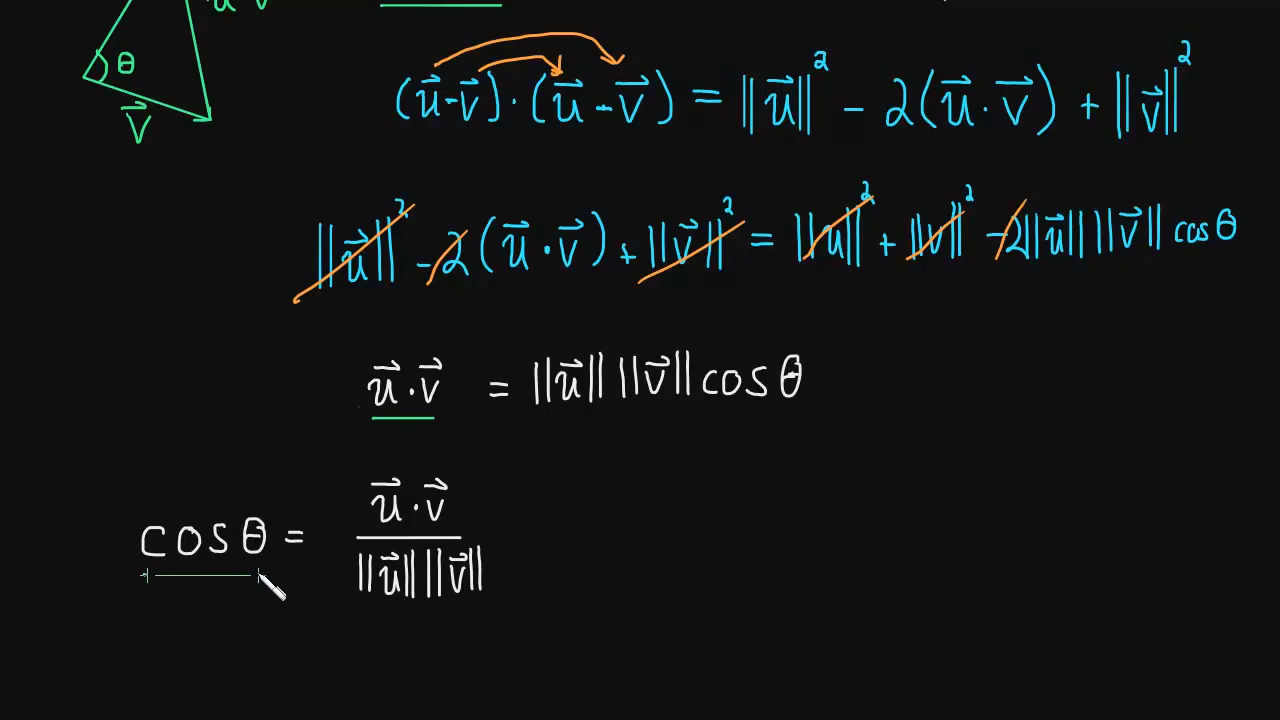 θ
v⃗
(u⃗-v⃗)·(u⃗-v⃗) = ||u⃗||² - 2(u⃗·v⃗) + ||v⃗||²
||u⃗||² - 2(u⃗·v⃗) + ||v⃗||² = ||u||² + ||v||² - 2||u⃗|| ||v⃗|| cos θ
u⃗·v⃗ = ||u⃗|| ||v⃗|| cos θ
cos θ = u⃗·v⃗ / ||u⃗|| ||v⃗||